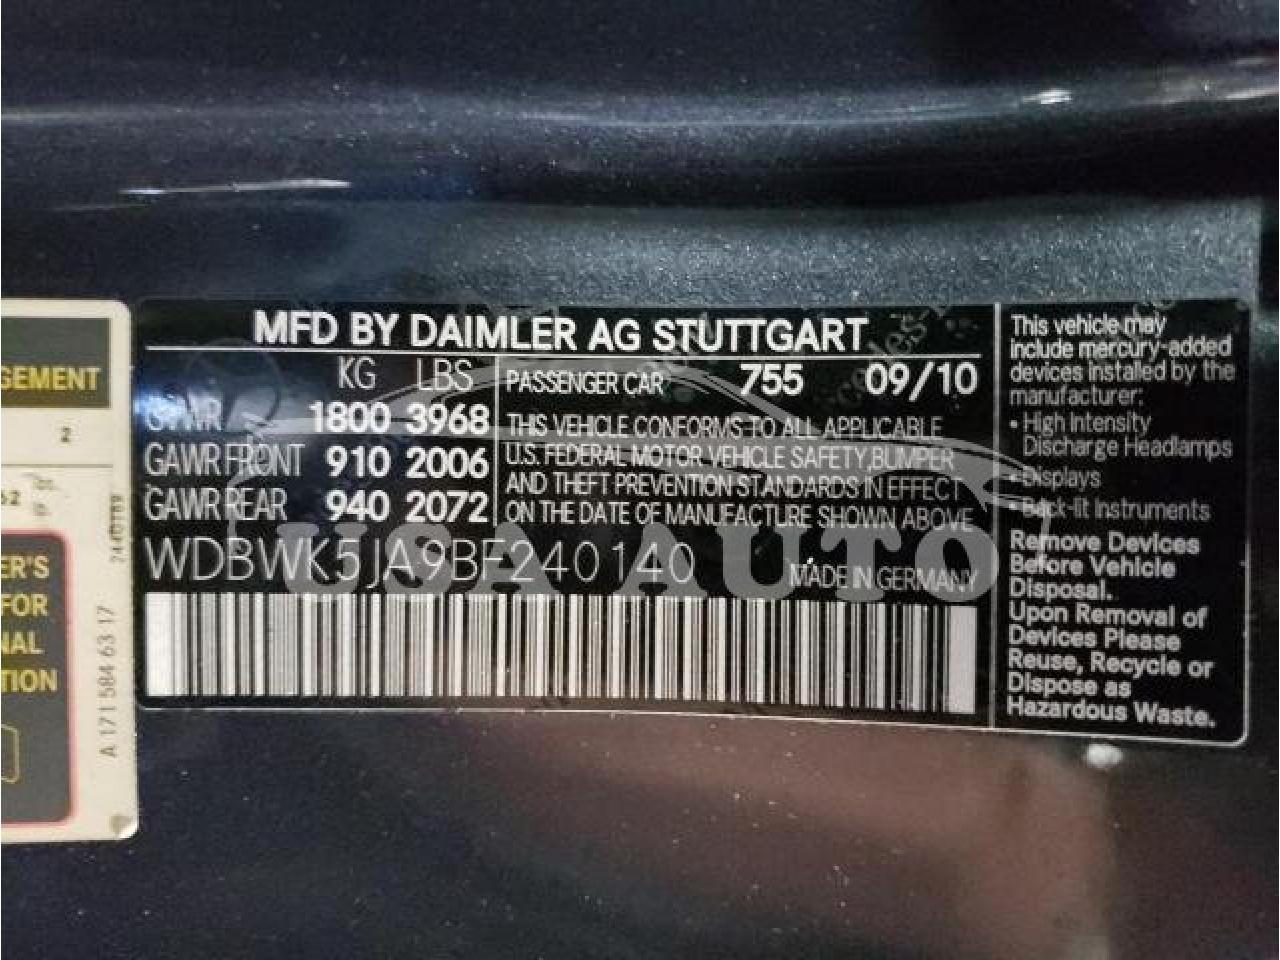 MFD BY DAIMLER AG STUTTGART
KG LBS
GVWR 1800 3968
GAWR FRONT 910 2006
GAWR REAR 940 2072
PASSENGER CAR 755 09/10
THIS VEHICLE CONFORMS TO ALL APPLICABLE
U.S. FEDERAL MOTOR VEHICLE SAFETY, BUMPER
AND THEFT PREVENTION STANDARDS IN EFFECT
ON THE DATE OF MANUFACTURE SHOWN ABOVE
WDBWK5JA9BF240140
MADE IN GERMANY
This vehicle may
include mercury-added
devices installed by the
manufacturer:
• High Intensity
Discharge Headlamps
• Displays
• Back-lit Instruments
Remove Devices
Before Vehicle
Disposal.
Upon Removal of
Devices Please
Reuse, Recycle or
Dispose as
Hazardous Waste.
USA AUTO
GEMENT
2
62
ER'S
FOR
NAL
TION
A 171 584 63 17